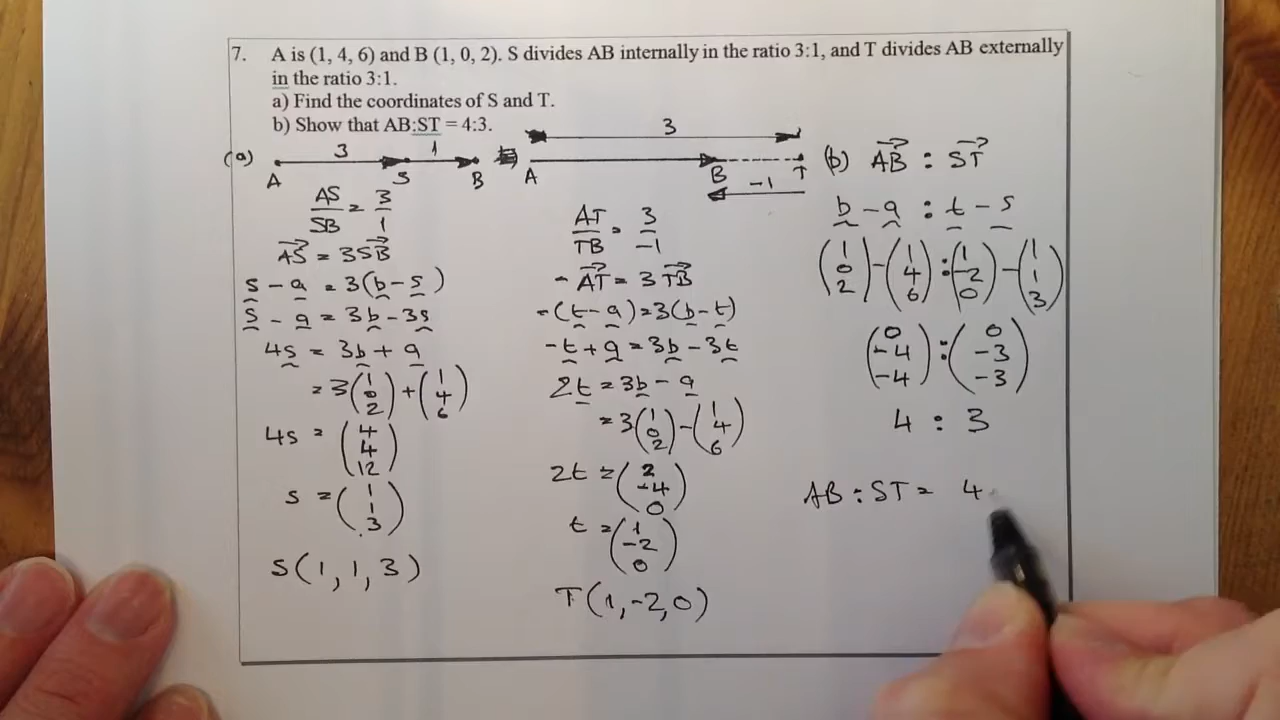 7. A is (1, 4, 6) and B (1, 0, 2). S divides AB internally in the ratio 3:1, and T divides AB externally
in the ratio 3:1.
a) Find the coordinates of S and T.
b) Show that AB:ST = 4:3.
(a)
3 1
A S B
AS/SB = 3/1
AS = 3SB
s - a = 3(b - s)
s - a = 3b - 3s
4s = 3b + a
= 3(1 0 2) + (1 4 6)
4s = (4 4 12)
s = (1 1 3)
S(1, 1, 3)
3
A B T
-1
AT/TB = 3/-1
- AT = 3 TB
-(t - a) = 3(b - t)
-t + a = 3b - 3t
2t = 3b - a
= 3(1 0 2) - (1 4 6)
2t = (2 -4 0)
t = (1 -2 0)
T(1, -2, 0)
(b) AB : ST
b - a : t - s
(1 0 2) - (1 4 6) : (1 -2 0) - (1 1 3)
(0 -4 -4) : (0 -3 -3)
4 : 3
AB : ST = 4